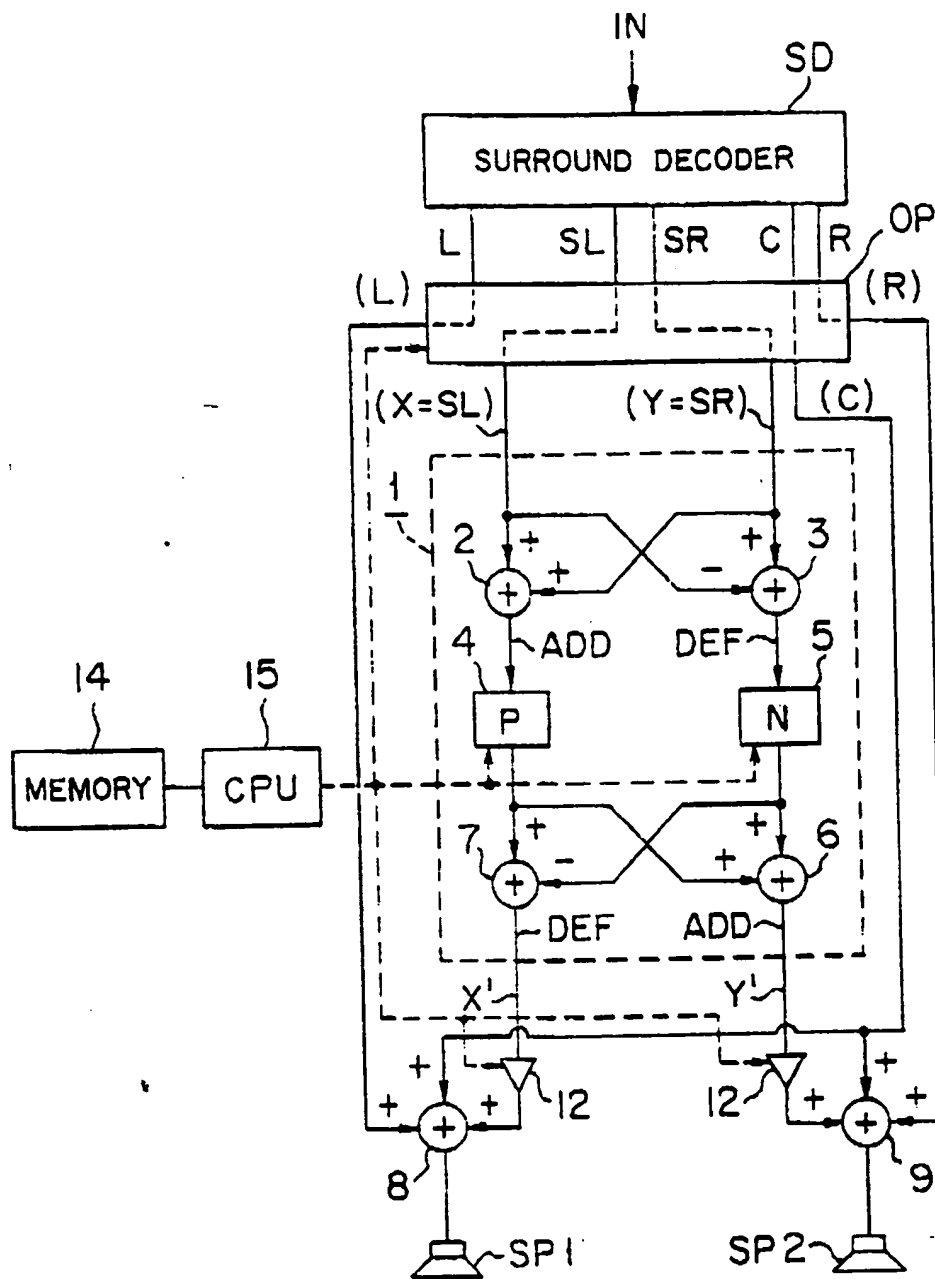 IN
SD
SURROUND DECODER
L SL SR C R OP
(L) (R)
(X=SL) (Y=SR) (C)
1
2 + + + - 3
+ +
4 ADD DEF 5
P N
14 15
MEMORY CPU
+ - + +
7 + + 6
DEF ADD
X' Y'
+ +
12 12
+ + + +
+ +
8 9
SP1 SP2